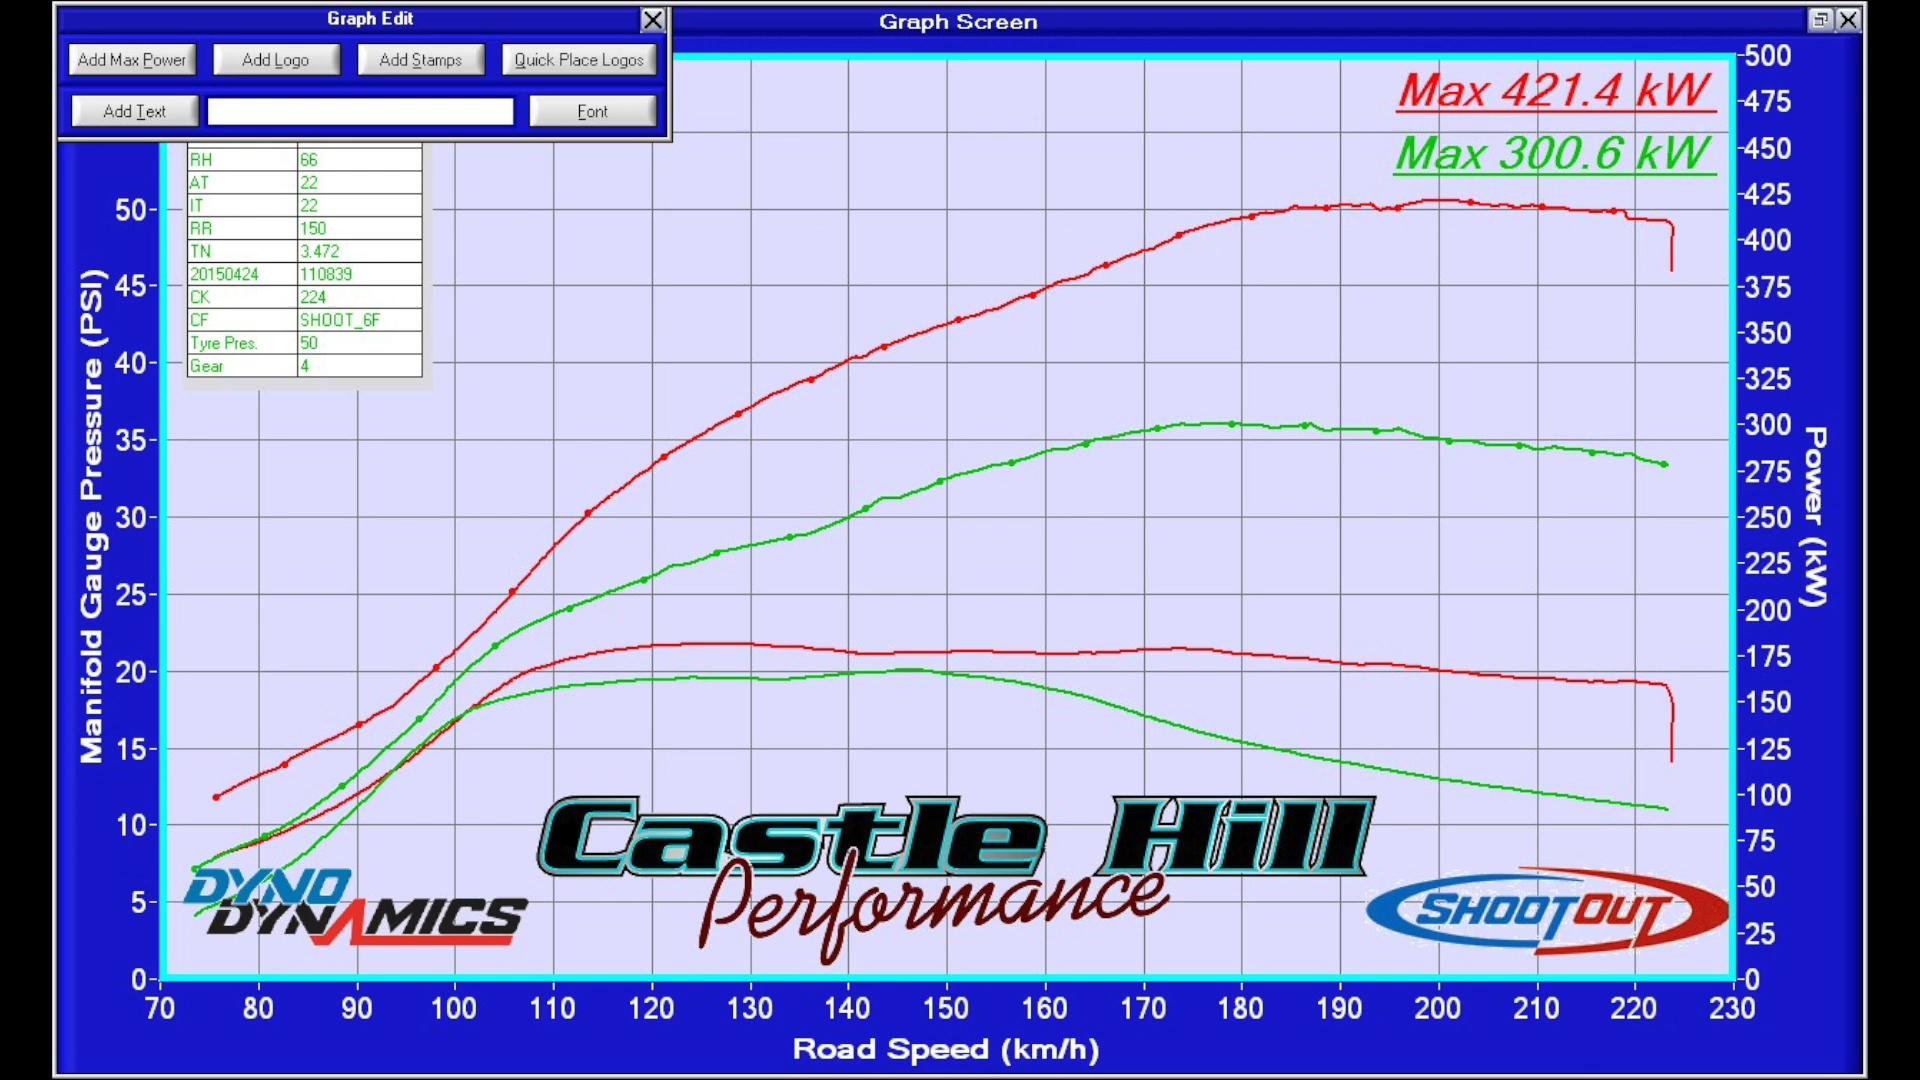 Graph Edit
Graph Screen
Add Max Power
Add Logo
Add Stamps
Quick Place Logos
Add Text
Font
Max 421.4 kW
Max 300.6 kW
RH 66
AT 22
IT 22
RR 150
TN 3.472
20150424 110839
CK 224
CF SHOOT_6F
Tyre Pres. 50
Gear 4
Manifold Gauge Pressure (PSI)
50
45
40
35
30
25
20
15
10
5
0
500
475
450
425
400
375
350
325
300
275
250
225
200
175
150
125
100
75
50
25
0
Power (kW)
DYNO
DYNAMICS
Castle Hill
Performance
SHOOTOUT
70 80 90 100 110 120 130 140 150 160 170 180 190 200 210 220 230
Road Speed (km/h)